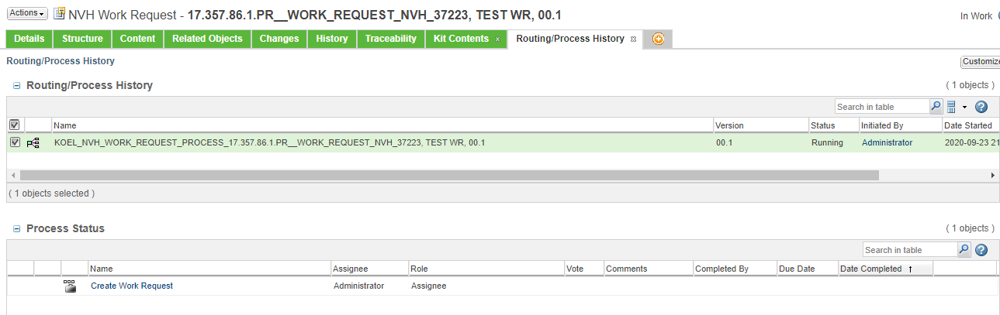 Actions NVH Work Request - 17.357.86.1.PR__WORK_REQUEST_NVH_37223, TEST WR, 00.1 In Work
Details Structure Content Related Objects Changes History Traceability Kit Contents Routing/Process History
Routing/Process History Customize
Routing/Process History ( 1 objects )
Search in table
Name Version Status Initiated By Date Started
KOEL_NVH_WORK_REQUEST_PROCESS_17.357.86.1.PR__WORK_REQUEST_NVH_37223, TEST WR, 00.1 00.1 Running Administrator 2020-09-23 21
( 1 objects selected )
Process Status ( 1 objects )
Search in table
Name Assignee Role Vote Comments Completed By Due Date Date Completed ↑
Create Work Request Administrator Assignee